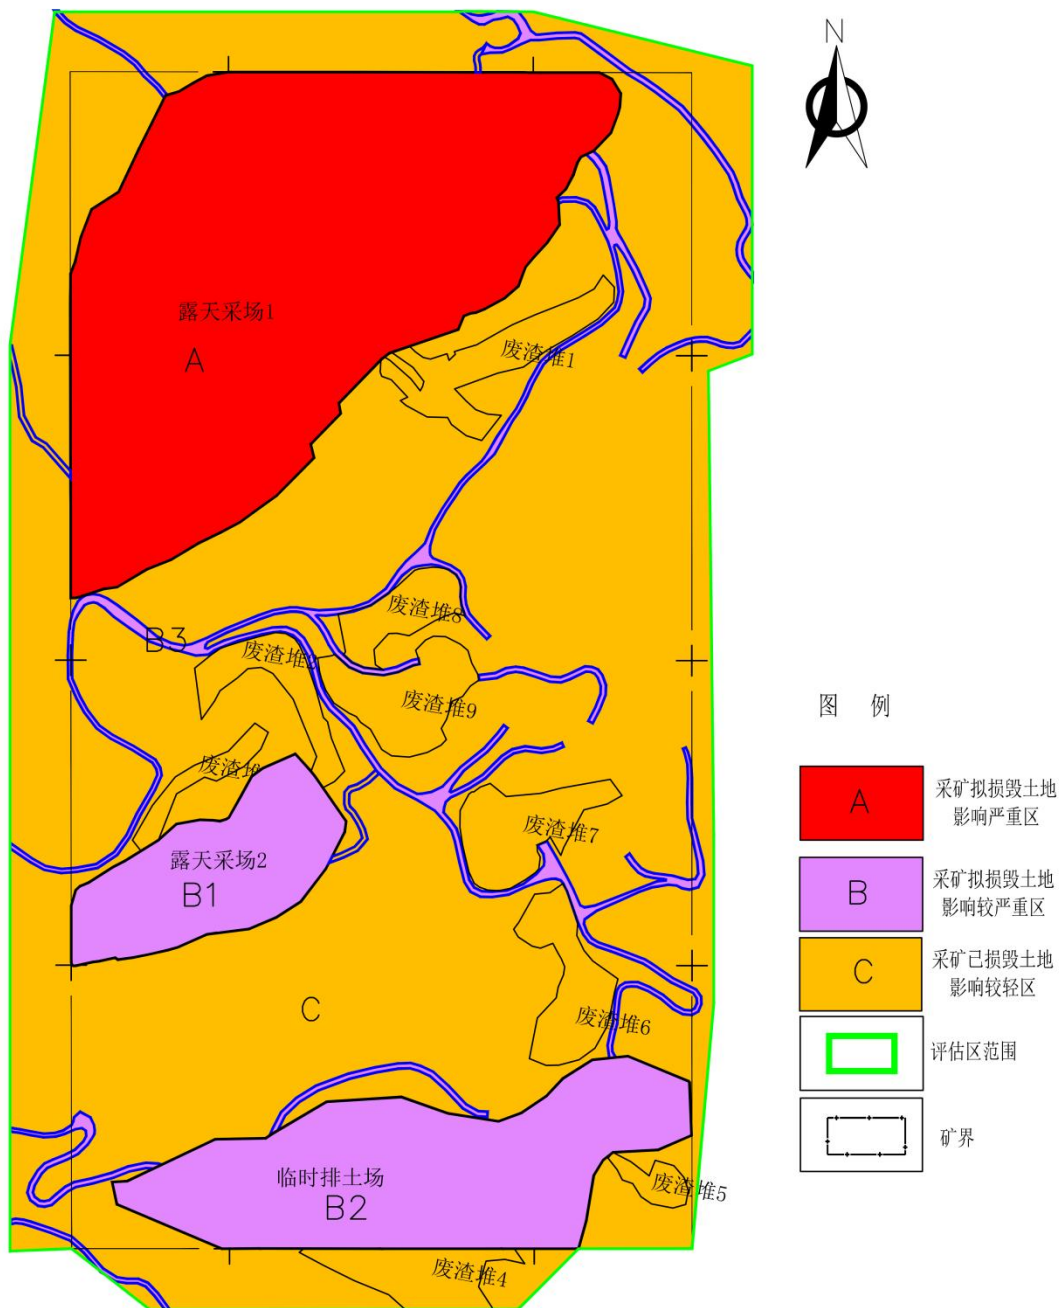 N
露天采场1
A
废渣堆1
废渣堆8
B3
废渣堆2
废渣堆9
废渣堆
废渣堆7
露天采场2
B1
C
废渣堆6
临时排土场
B2
废渣堆5
废渣堆4
图 例
A
采矿拟损毁土地
影响严重区
B
采矿拟损毁土地
影响较严重区
C
采矿已损毁土地
影响较轻区
评估区范围
矿界